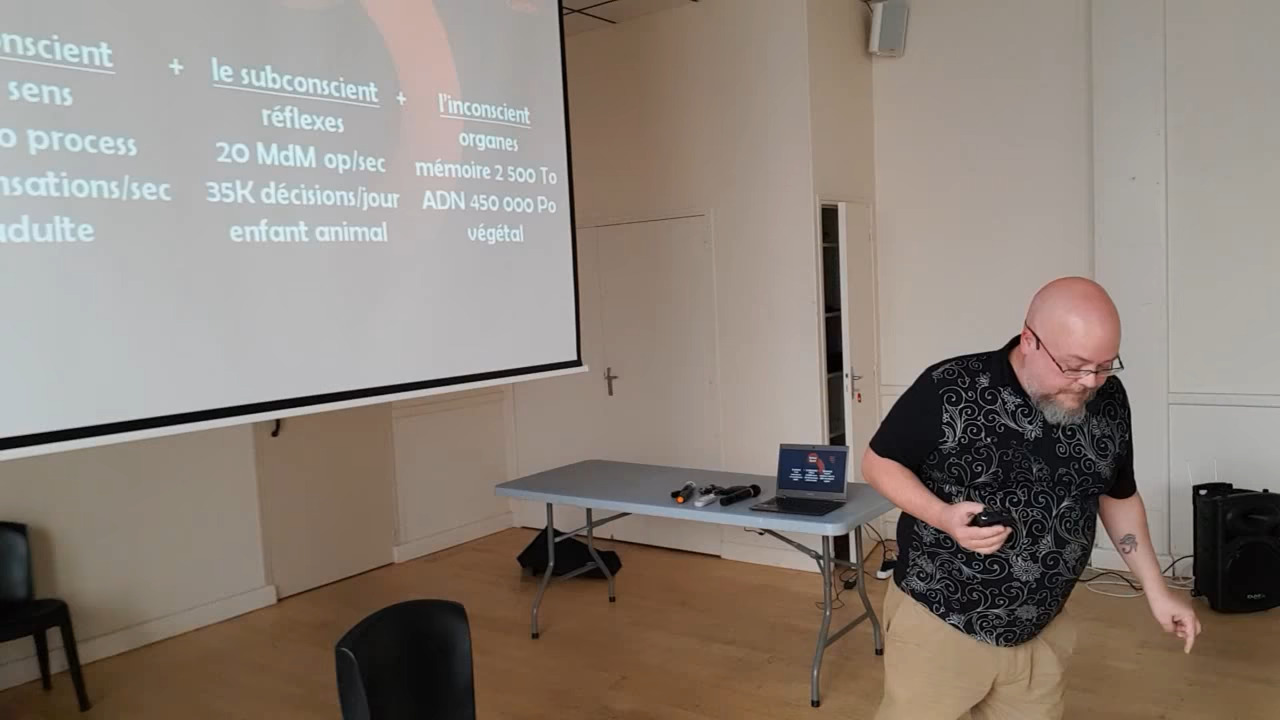 onscient + le subconscient + l'inconscient
sens réflexes organes
o process 20 MdM op/sec mémoire 2 500 To
nsations/sec 35K décisions/jour ADN 450 000 Po
adulte enfant animal végétal